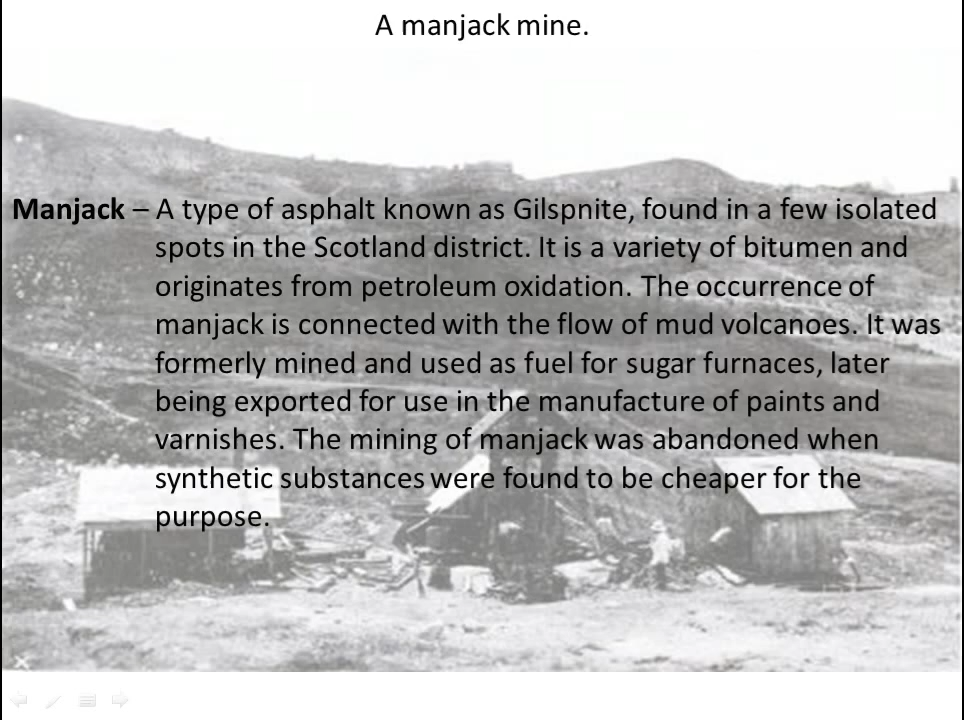 A manjack mine.
Manjack – A type of asphalt known as Gilspnite, found in a few isolated
spots in the Scotland district. It is a variety of bitumen and
originates from petroleum oxidation. The occurrence of
manjack is connected with the flow of mud volcanoes. It was
formerly mined and used as fuel for sugar furnaces, later
being exported for use in the manufacture of paints and
varnishes. The mining of manjack was abandoned when
synthetic substances were found to be cheaper for the
purpose.